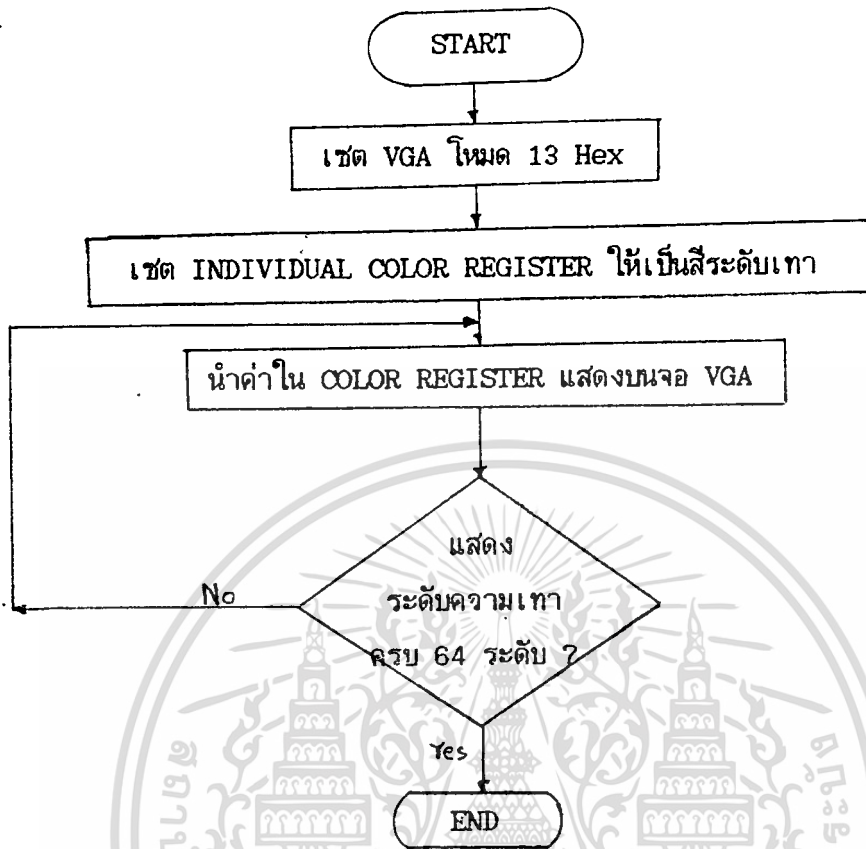 START
เซต VGA โหมด 13 Hex
เซต INDIVIDUAL COLOR REGISTER ให้เป็นสีระดับเทา
นำค่าใน COLOR REGISTER แสดงบนจอ VGA
แสดง
ระดับความเทา
ครบ 64 ระดับ ?
No
Yes
END